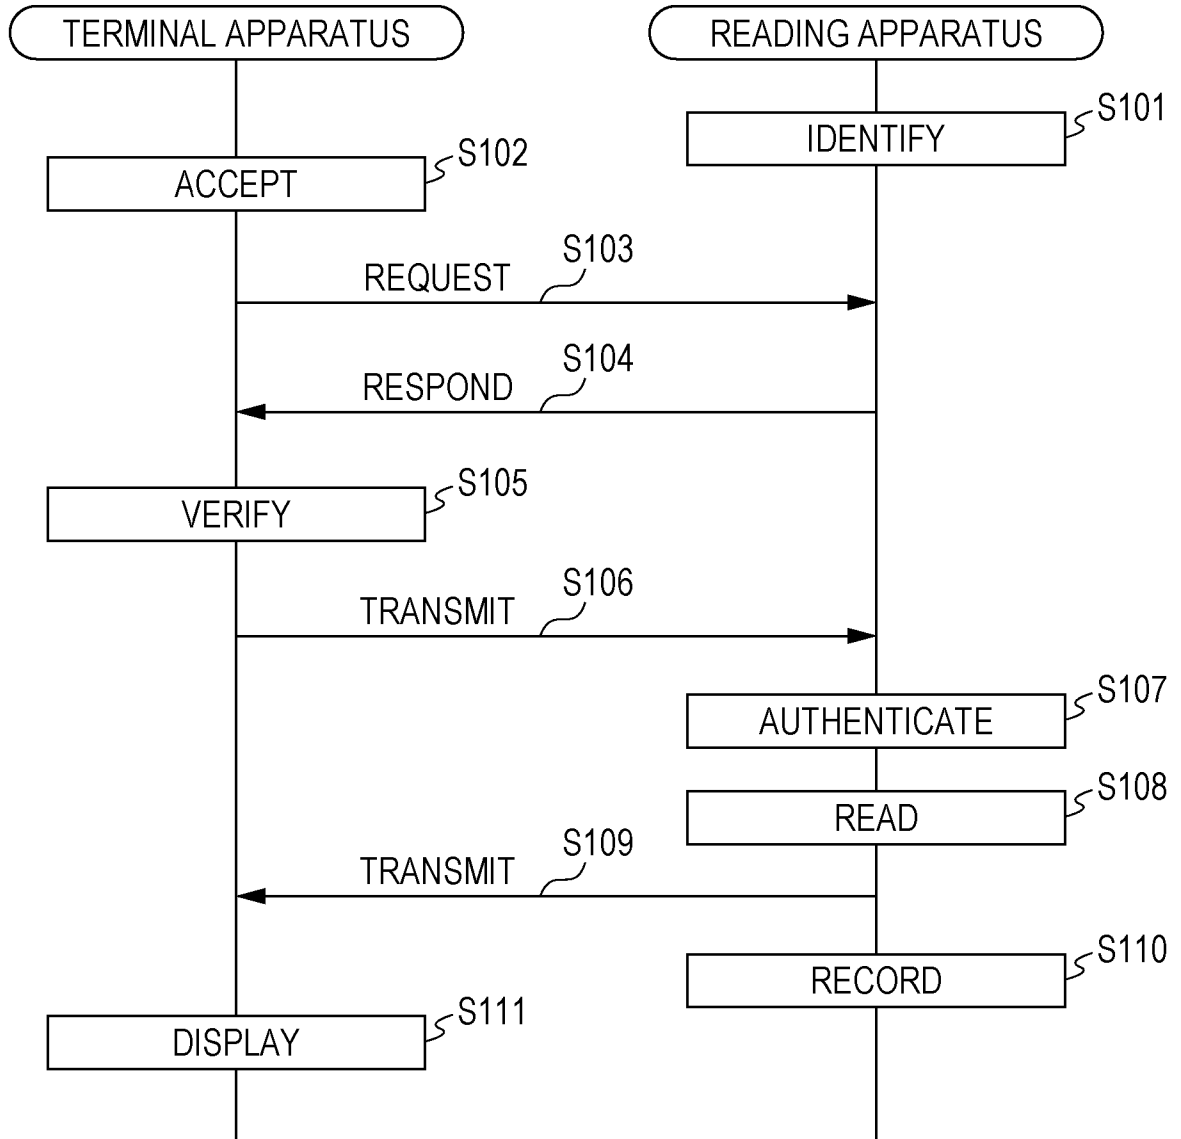 TERMINAL APPARATUS
READING APPARATUS
S101
IDENTIFY
S102
ACCEPT
S103
REQUEST
S104
RESPOND
S105
VERIFY
S106
TRANSMIT
S107
AUTHENTICATE
S108
READ
S109
TRANSMIT
S110
RECORD
S111
DISPLAY